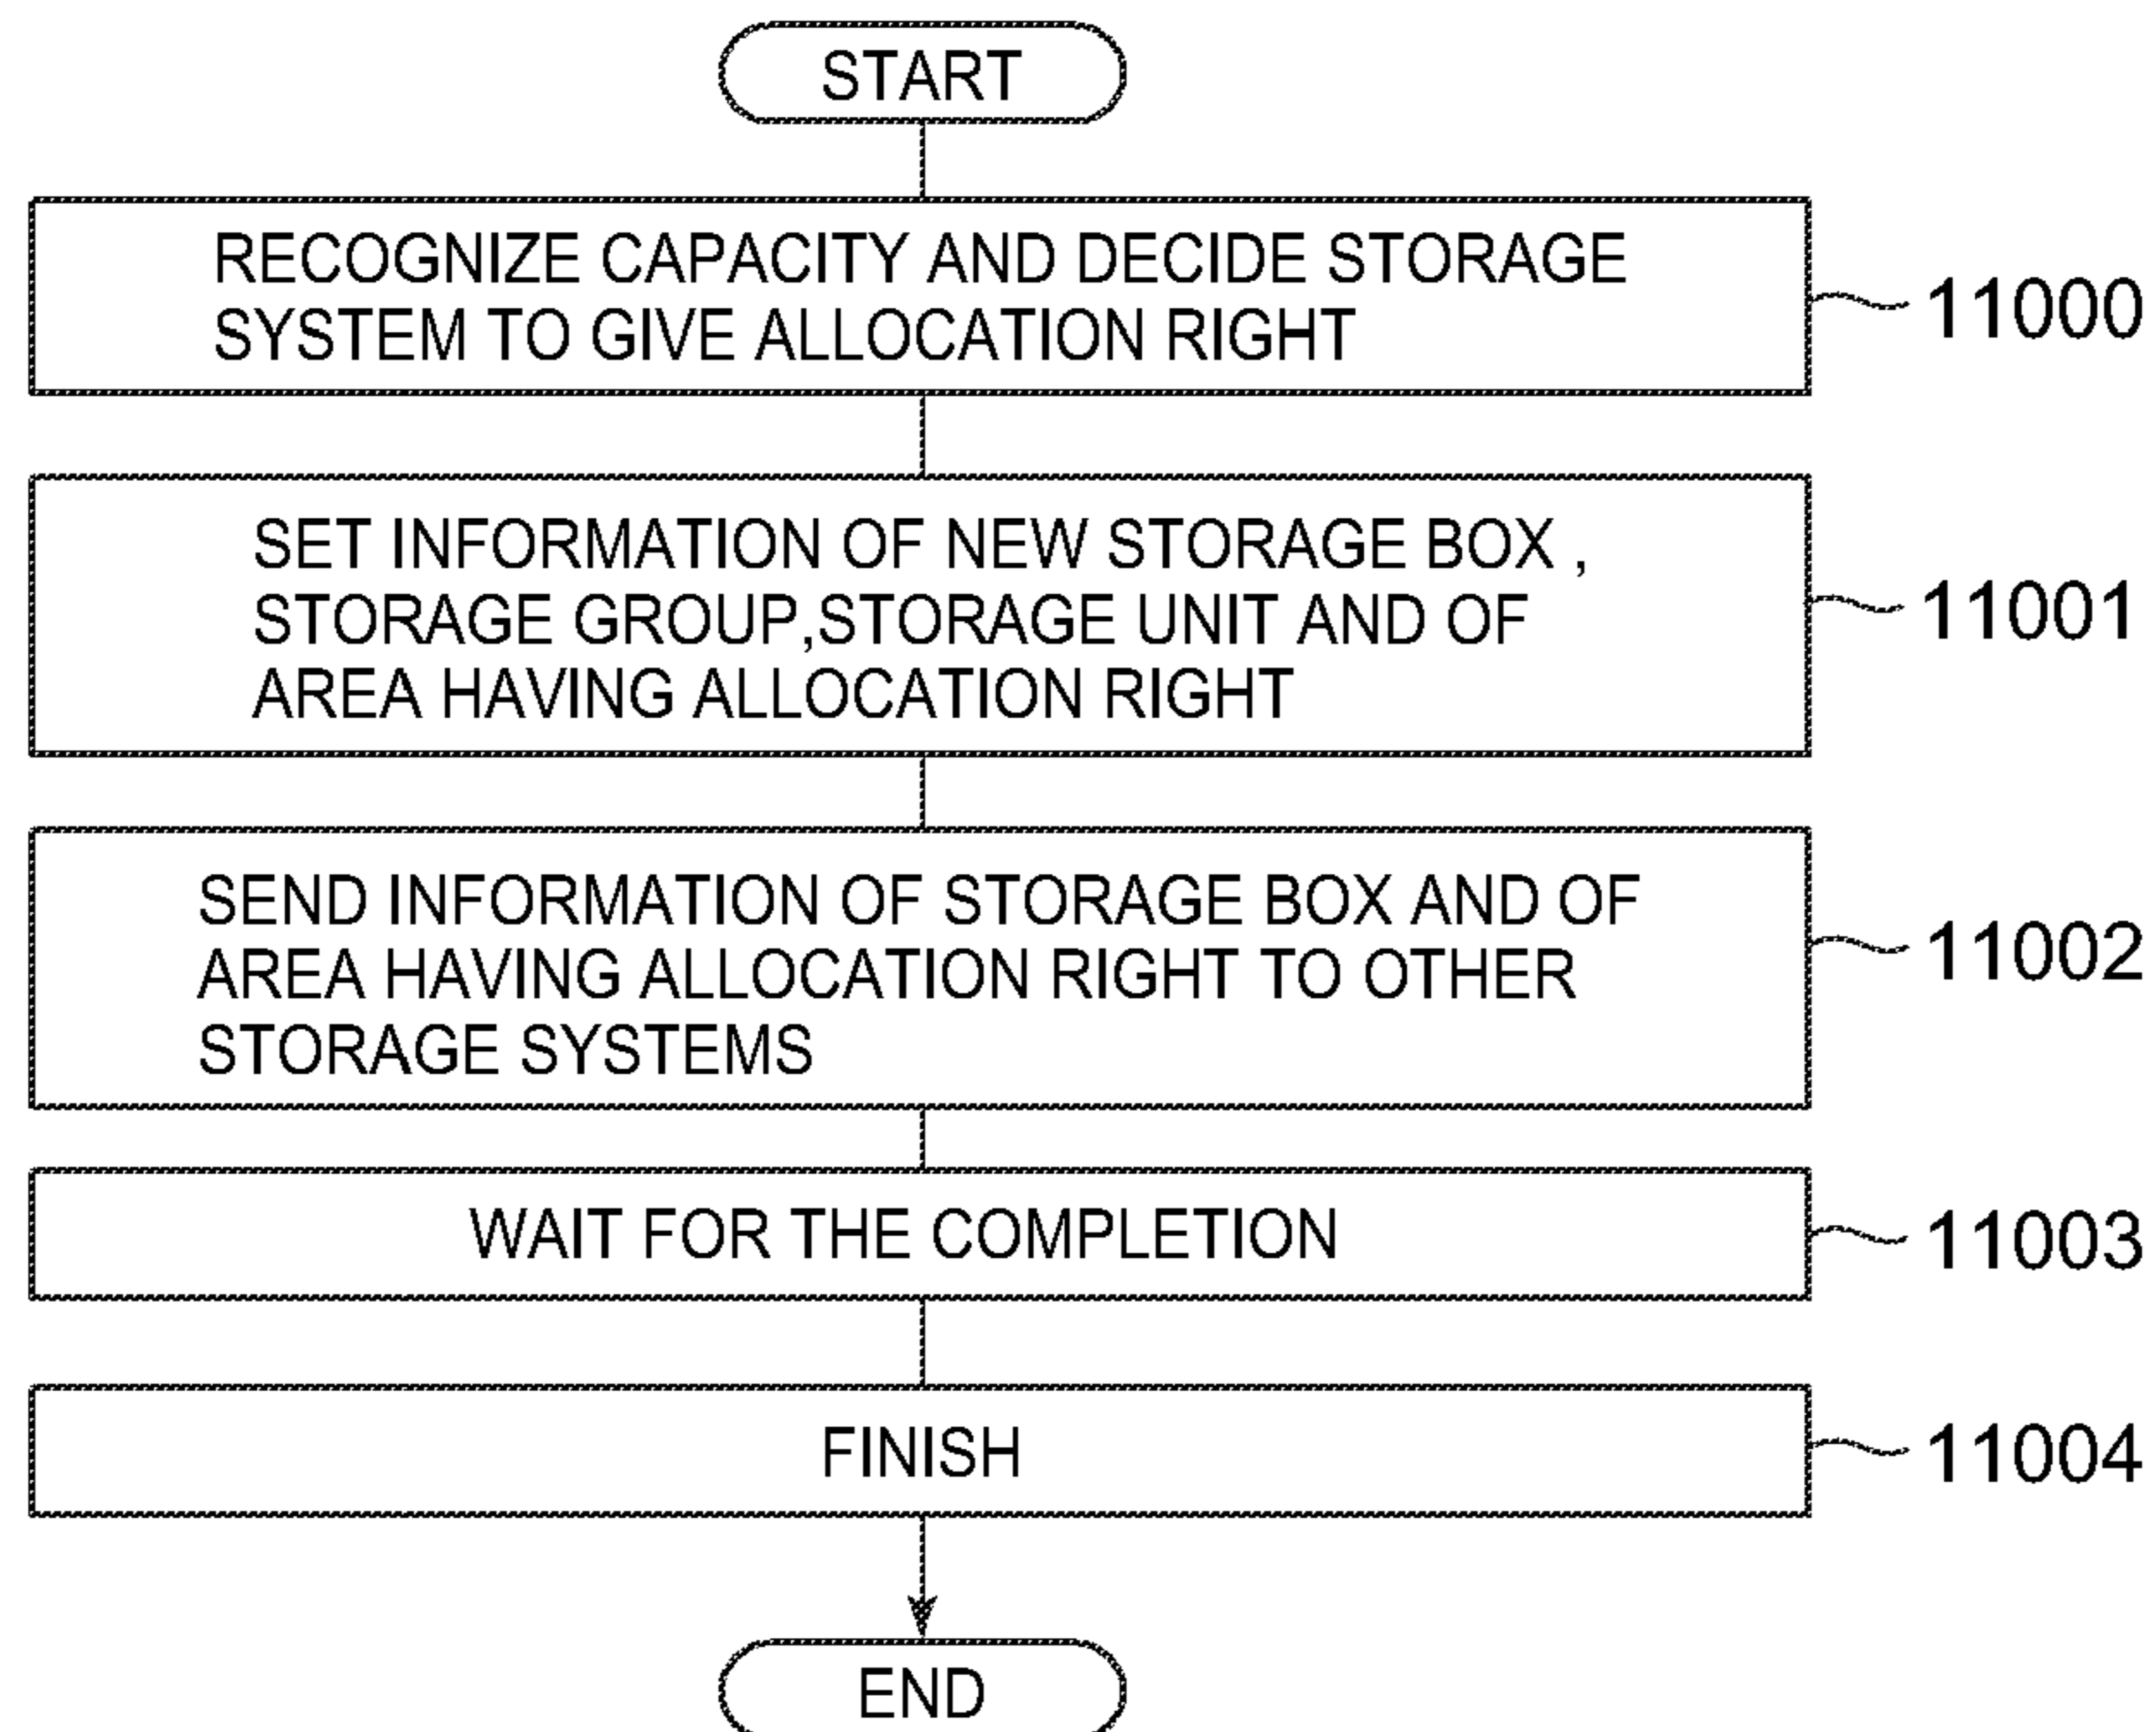 START
RECOGNIZE CAPACITY AND DECIDE STORAGE
SYSTEM TO GIVE ALLOCATION RIGHT
11000
SET INFORMATION OF NEW STORAGE BOX ,
STORAGE GROUP,STORAGE UNIT AND OF
AREA HAVING ALLOCATION RIGHT
11001
SEND INFORMATION OF STORAGE BOX AND OF
AREA HAVING ALLOCATION RIGHT TO OTHER
STORAGE SYSTEMS
11002
WAIT FOR THE COMPLETION
11003
FINISH
11004
END